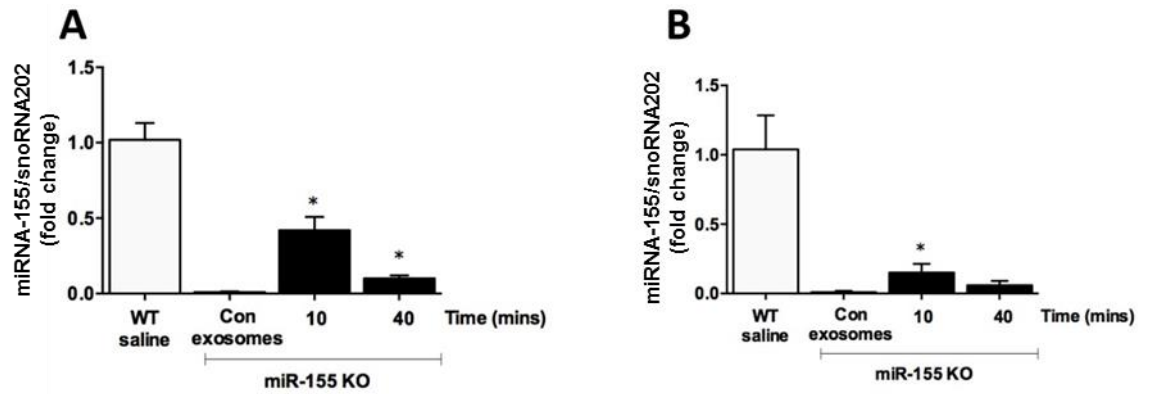 A
miRNA-155/snoRNA202
(fold change)
1.5
1.0
0.5
0.0
*
*
WT
saline
Con
exosomes
10
40
Time (mins)
miR-155 KO
B
miRNA-155/snoRNA202
(fold change)
1.5
1.0
0.5
0.0
*
WT
saline
Con
exosomes
10
40
Time (mins)
miR-155 KO